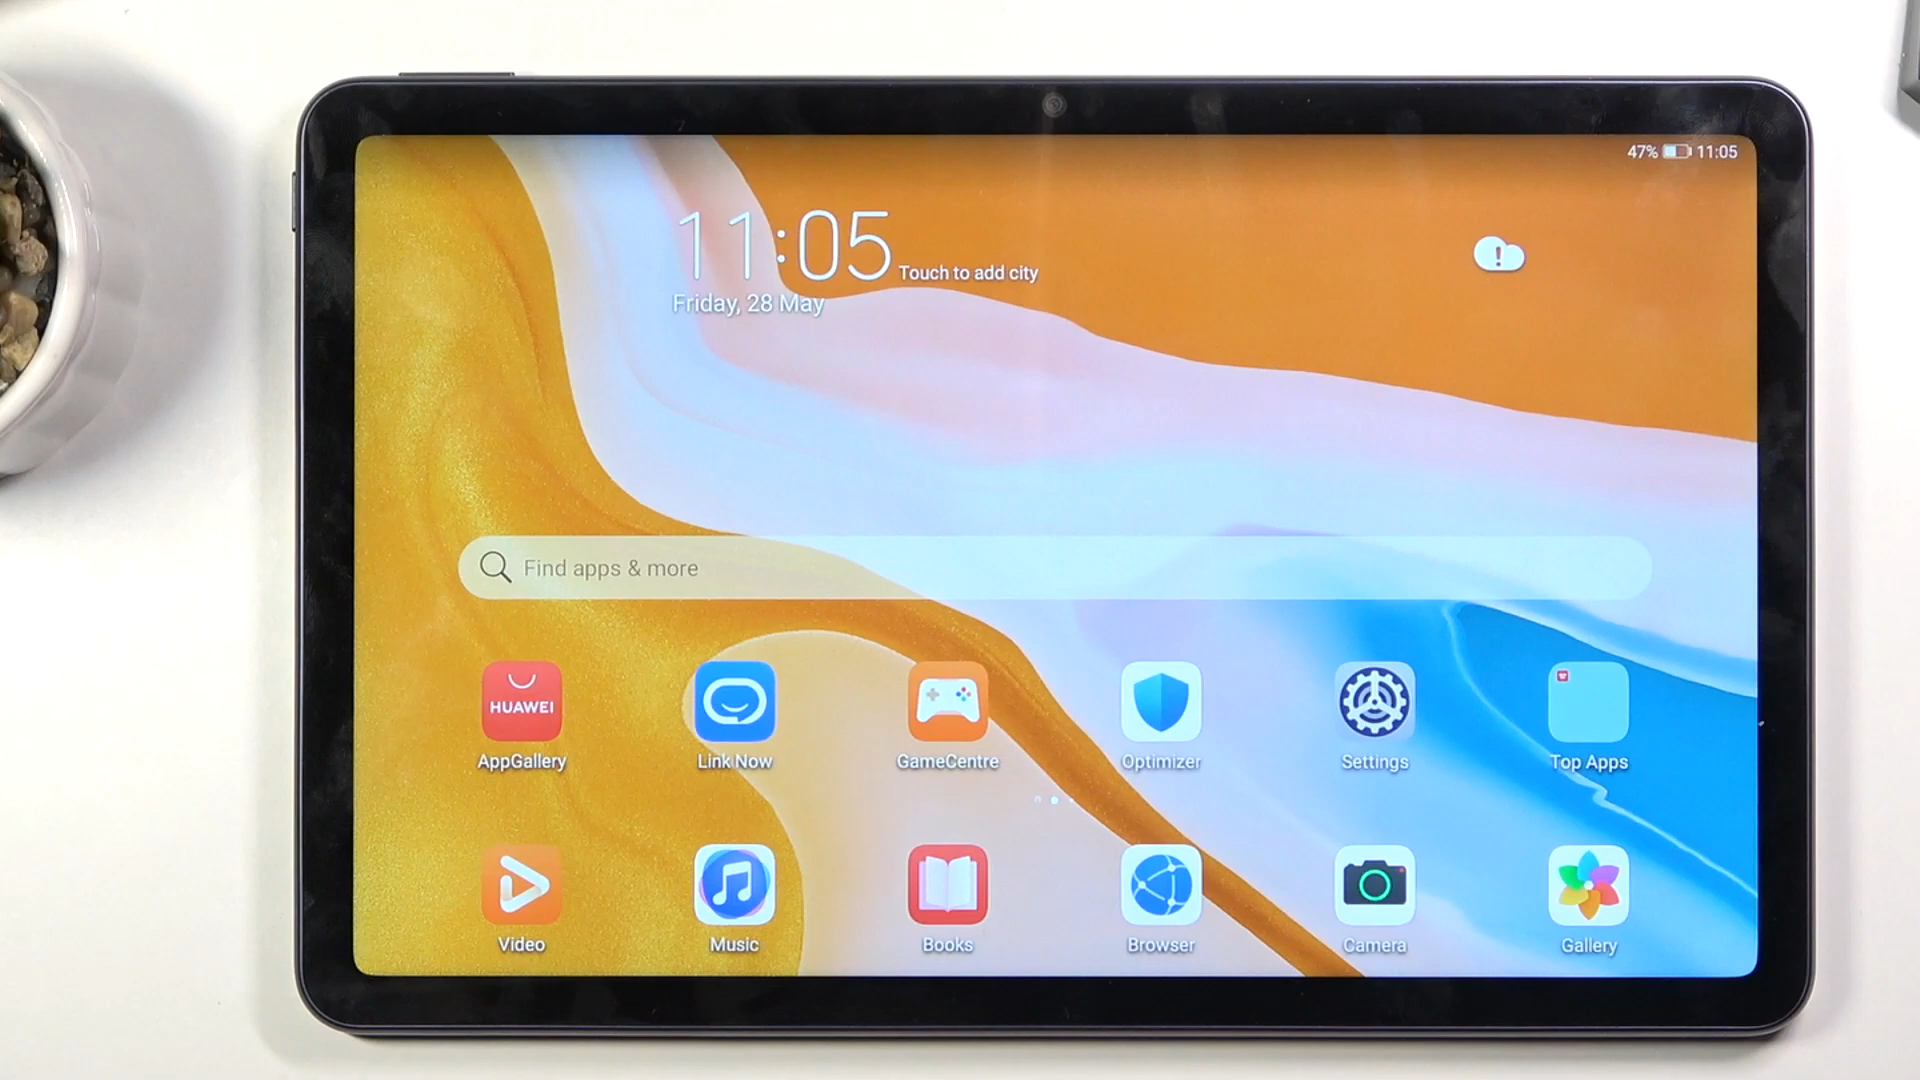 47% 11:05
11:05 Touch to add city
Friday, 28 May
Find apps & more
HUAWEI
AppGallery Link Now GameCentre Optimizer Settings Top Apps
Video Music Books Browser Camera Gallery